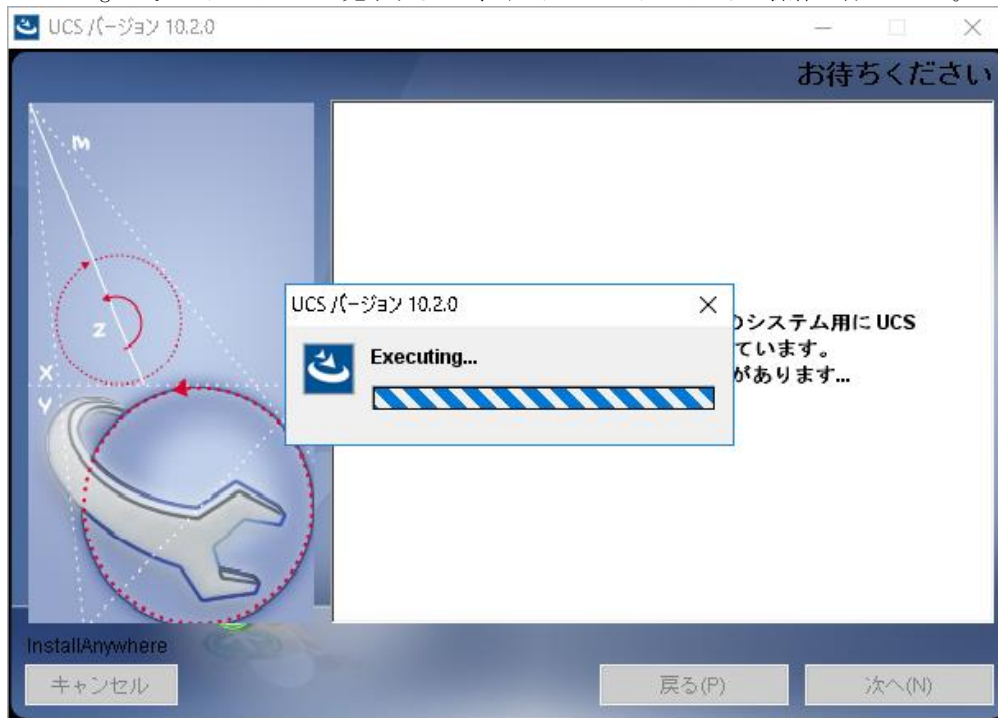 UCS バージョン 10.2.0
お待ちください
m
z
X
Y
UCS バージョン 10.2.0
Executing...
のシステム用に UCS
ています。
があります...
InstallAnywhere
キャンセル
戻る(P)
次へ(N)